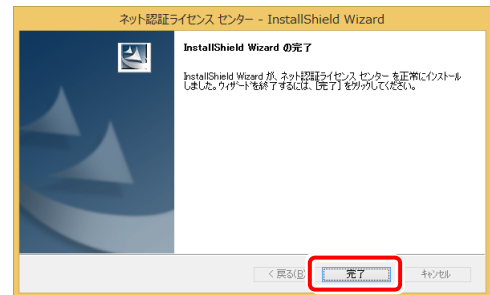 ネット認証ライセンス センター - InstallShield Wizard
InstallShield Wizard の完了
InstallShield Wizard が、ネット認証ライセンス センター を正常にインストール
しました。ウィザードを終了するには、[完了] をクリックしてください。
< 戻る(B)
完了
キャンセル